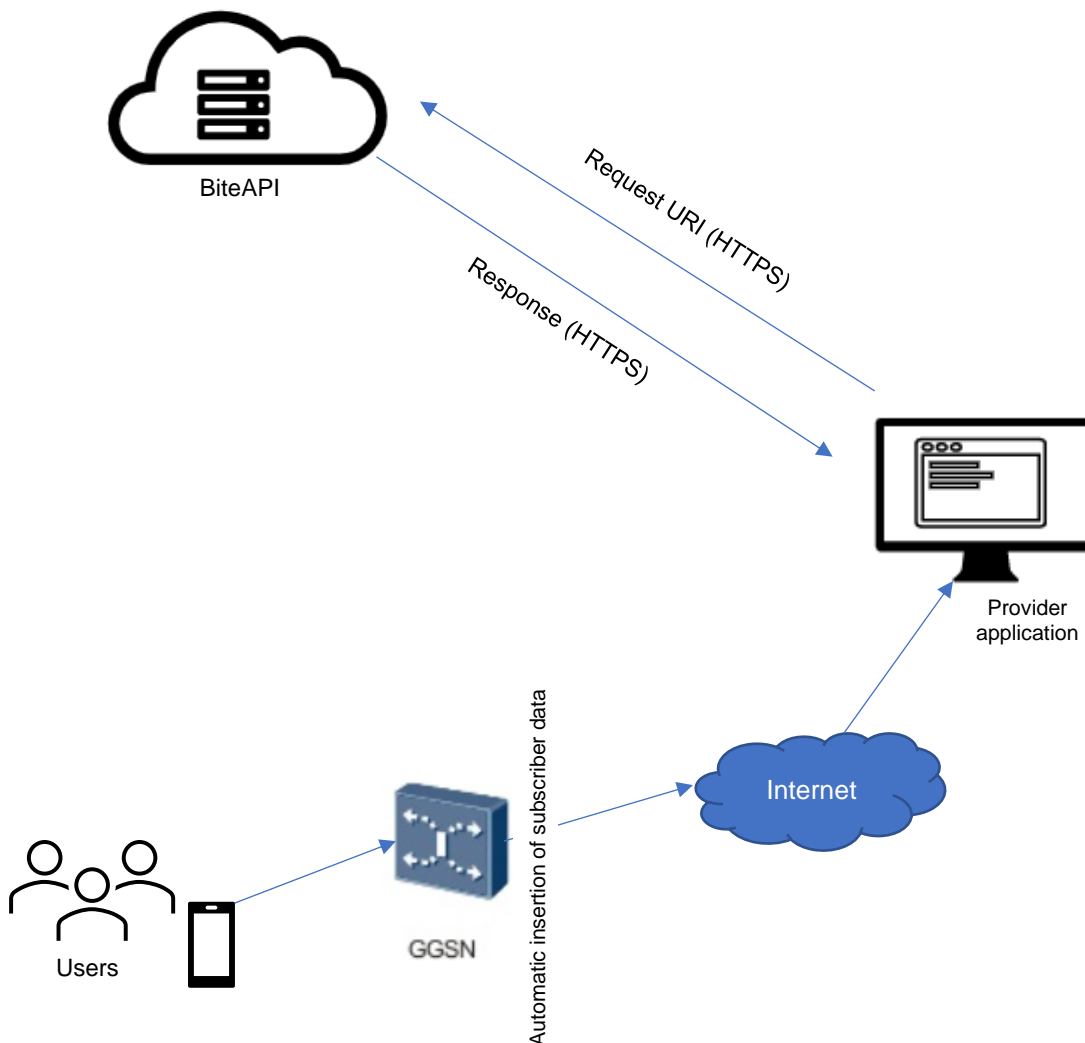 BiteAPI
Request URI (HTTPS)
Response (HTTPS)
Provider
application
Automatic insertion of subscriber data
Internet
GGSN
Users